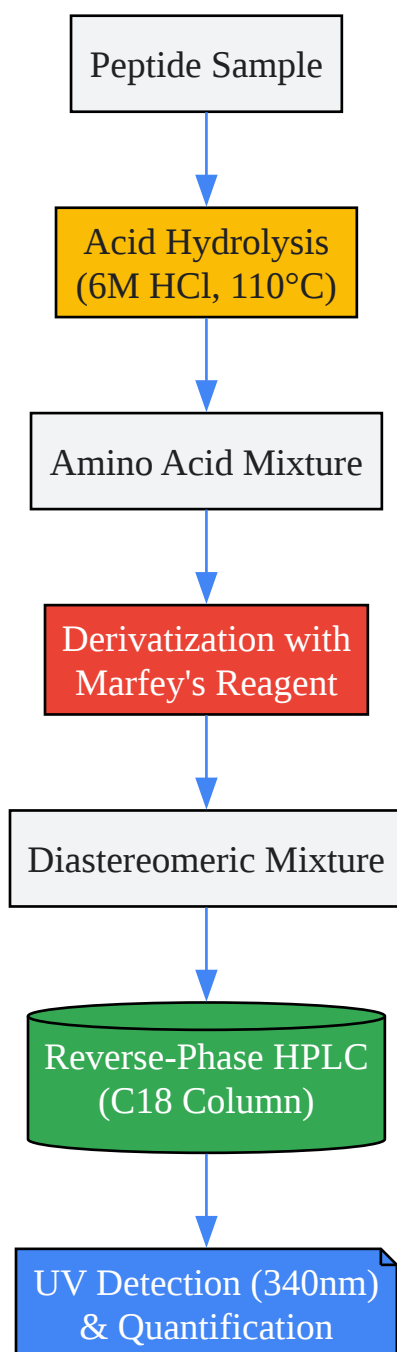 Peptide Sample
Acid Hydrolysis
(6M HCl, 110°C)
Amino Acid Mixture
Derivatization with
Marfey's Reagent
Diastereomeric Mixture
Reverse-Phase HPLC
(C18 Column)
UV Detection (340nm)
& Quantification